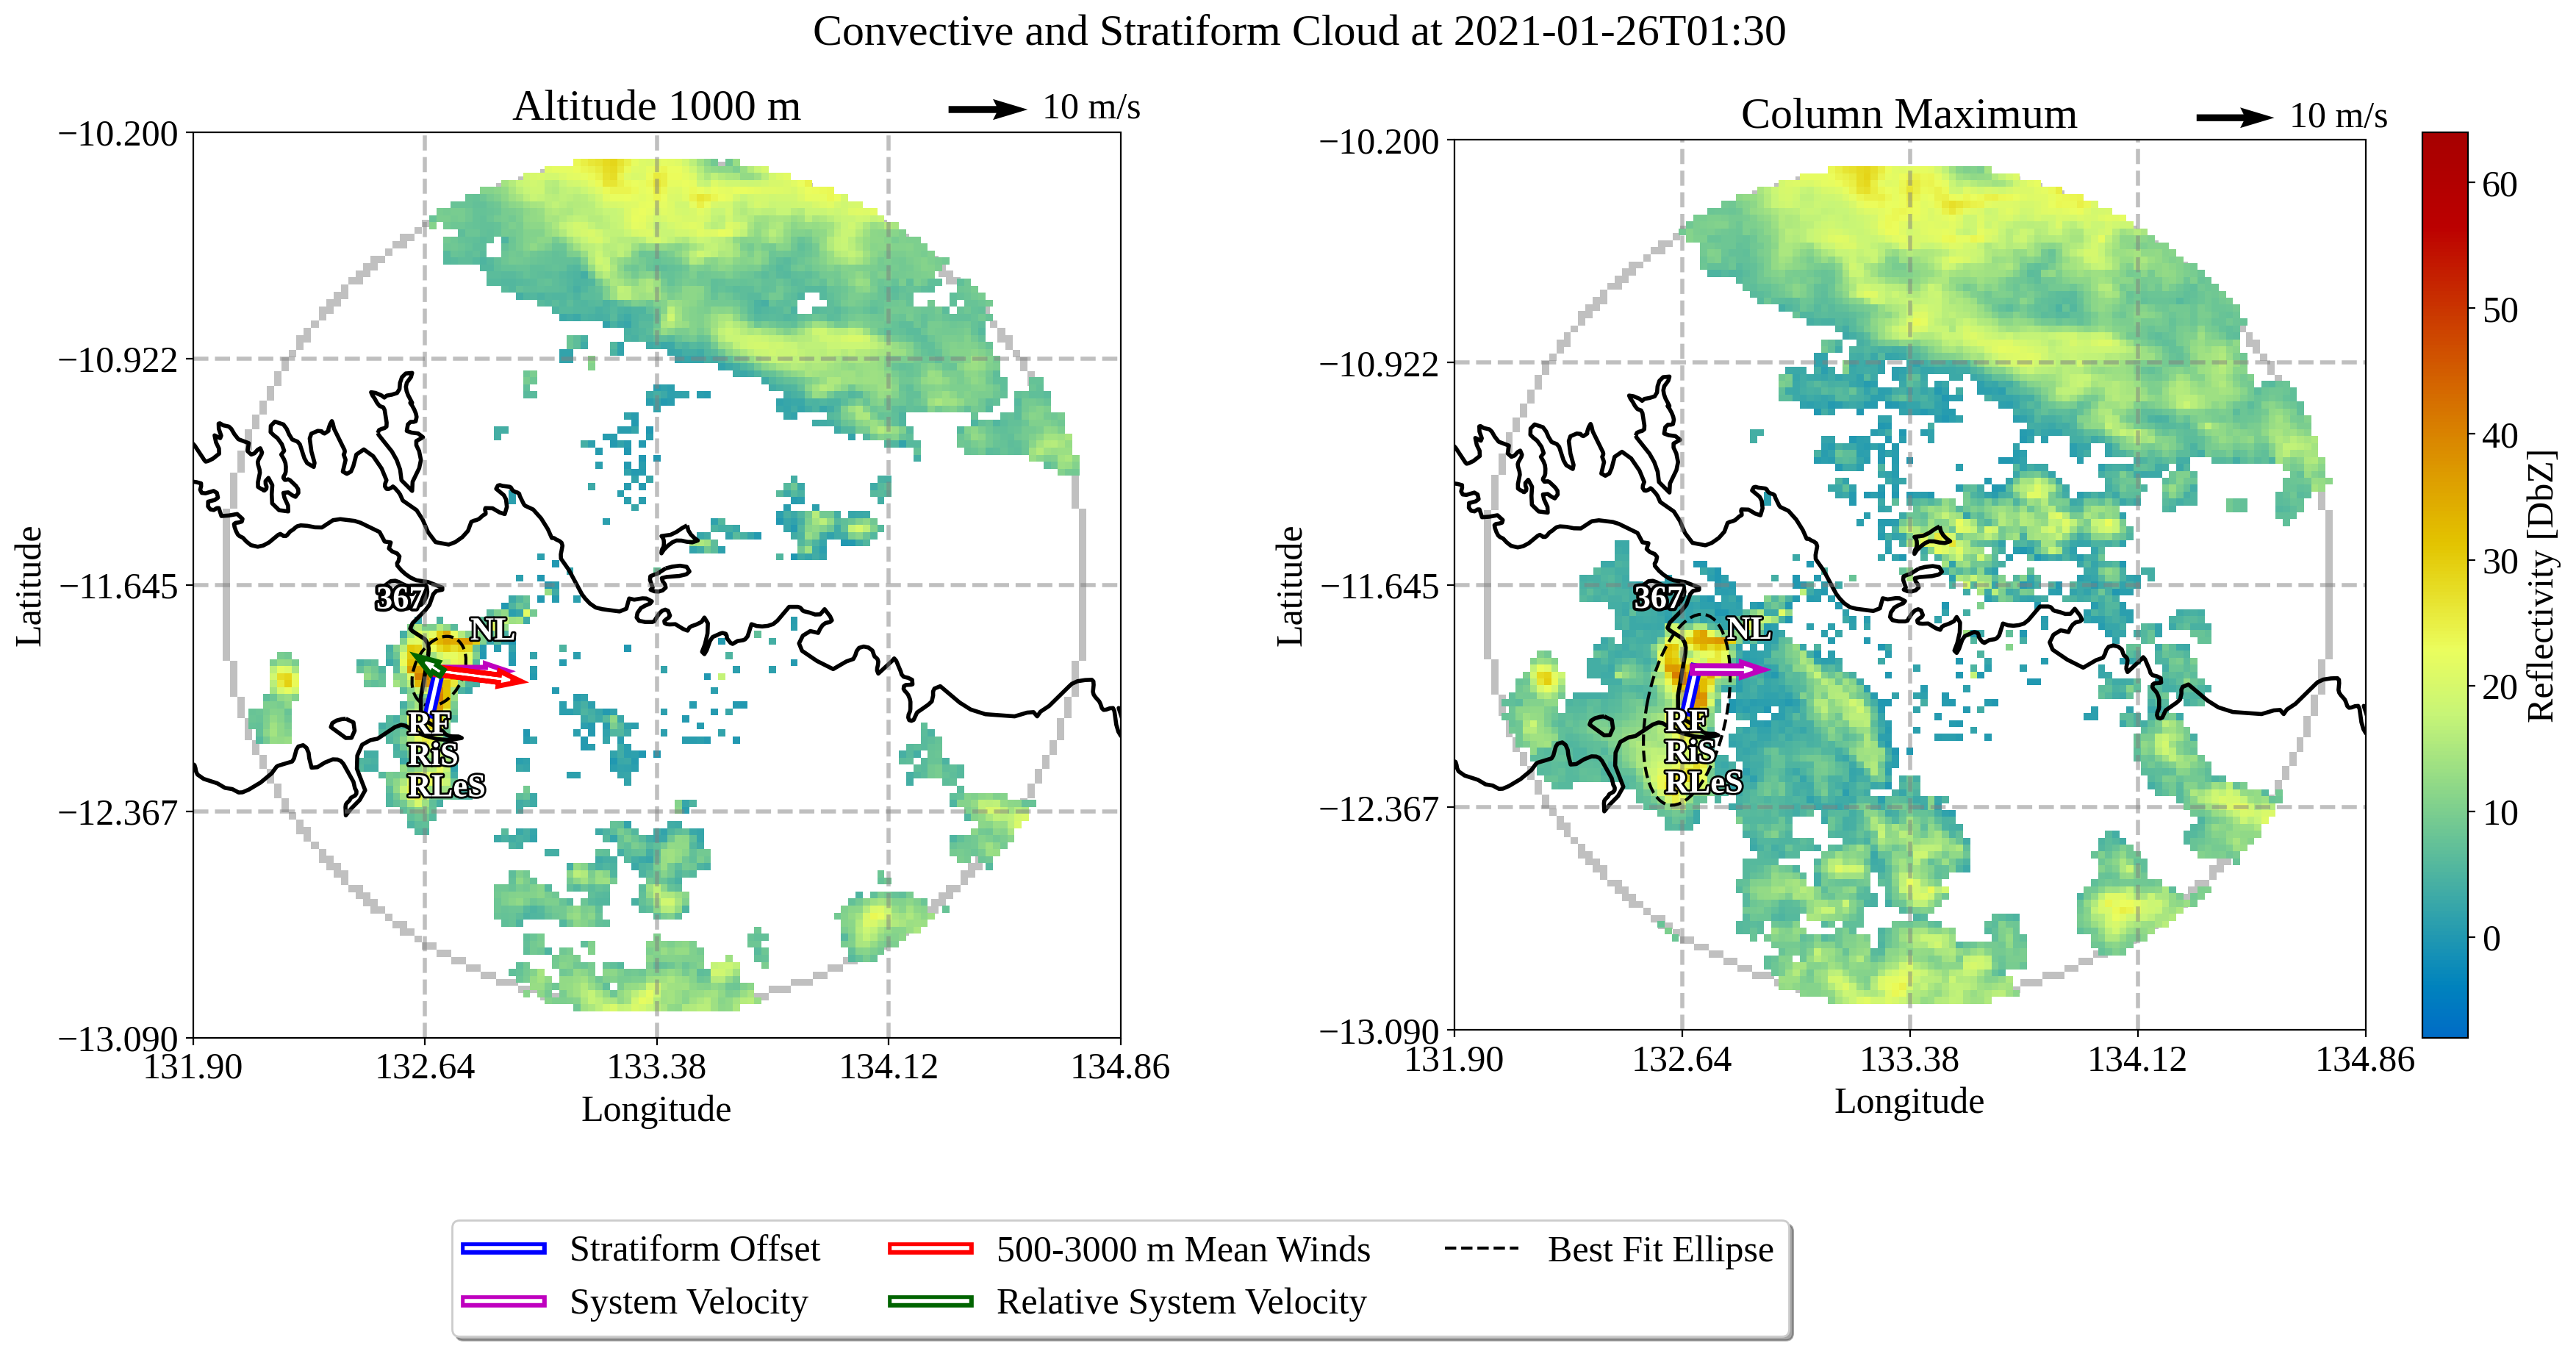 Convective and Stratiform Cloud at 2021-01-26T01:30
Altitude 1000 m
10 m/s
−10.200
−10.922
−11.645
−12.367
−13.090
Latitude
131.90
132.64
133.38
134.12
134.86
Longitude
367
NL
RF
RiS
RLeS
Column Maximum
10 m/s
−10.200
−10.922
−11.645
−12.367
−13.090
Latitude
131.90
132.64
133.38
134.12
134.86
Longitude
367
NL
RF
RiS
RLeS
60
50
40
30
20
10
0
Reflectivity [DbZ]
Stratiform Offset
System Velocity
500-3000 m Mean Winds
Relative System Velocity
Best Fit Ellipse